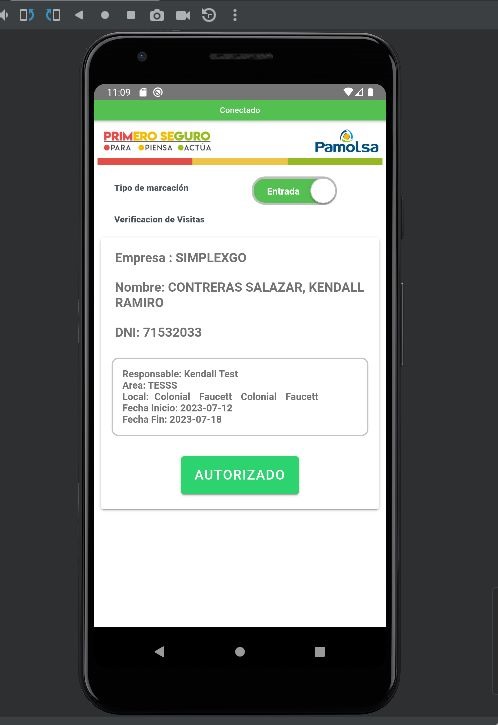 11:09
Conectado
PRIMERO SEGURO
PARA PIENSA ACTÚA
Pamolsa
Tipo de marcación
Entrada
Verificacion de Visitas
Empresa : SIMPLEXGO
Nombre: CONTRERAS SALAZAR, KENDALL
RAMIRO
DNI: 71532033
Responsable: Kendall Test
Area: TESSS
Local: Colonial Faucett Colonial Faucett
Fecha Inicio: 2023-07-12
Fecha Fin: 2023-07-18
AUTORIZADO